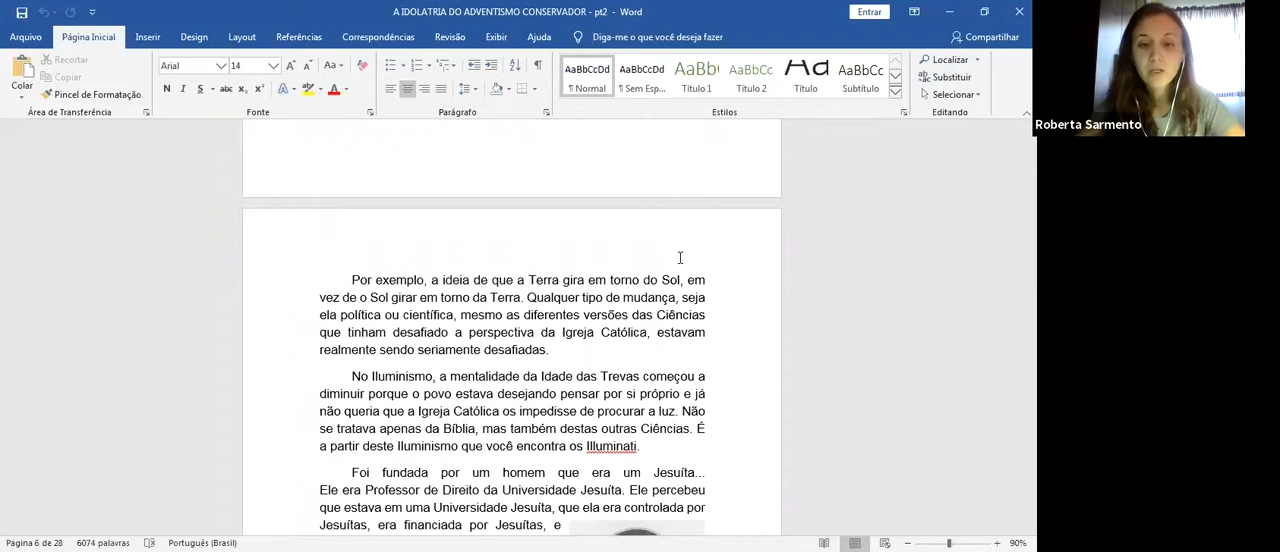 A IDOLATRIA DO ADVENTISMO CONSERVADOR - pt2 - Word
Entrar
Arquivo Página Inicial Inserir Design Layout Referências Correspondências Revisão Exibir Ajuda Diga-me o que você deseja fazer Compartilhar
Colar
Recortar
Copiar
Pincel de Formatação
Área de Transferência
Arial 14
Fonte
Parágrafo
AaBbCcDd
¶ Normal
AaBbCcDd
¶ Sem Esp...
AaBbC
Título 1
AaBbCc
Título 2
Título
AaBbCc
Subtítulo
Estilos
Localizar
Substituir
Selecionar
Editando
Roberta Sarmento
Por exemplo, a ideia de que a Terra gira em torno do Sol, em
vez de o Sol girar em torno da Terra. Qualquer tipo de mudança, seja
ela política ou científica, mesmo as diferentes versões das Ciências
que tinham desafiado a perspectiva da Igreja Católica, estavam
realmente sendo seriamente desafiadas.
No Iluminismo, a mentalidade da Idade das Trevas começou a
diminuir porque o povo estava desejando pensar por si próprio e já
não queria que a Igreja Católica os impedisse de procurar a luz. Não
se tratava apenas da Bíblia, mas também destas outras Ciências. É
a partir deste Iluminismo que você encontra os Illuminati.
Foi fundada por um homem que era um Jesuíta...
Ele era Professor de Direito da Universidade Jesuíta. Ele percebeu
que estava em uma Universidade Jesuíta, que ela era controlada por
Jesuítas, era financiada por Jesuítas, e
Página 6 de 28 6074 palavras Português (Brasil) 90%